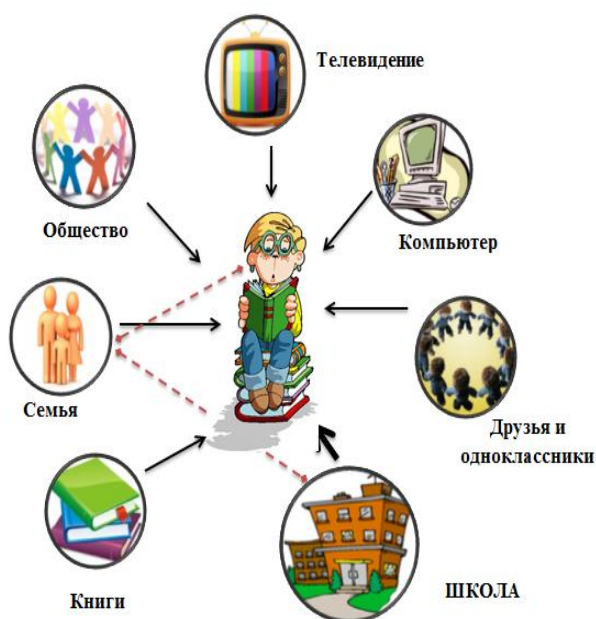 Телевидение
Общество
Компьютер
Семья
Друзья и
одноклассники
Книги
ШКОЛА